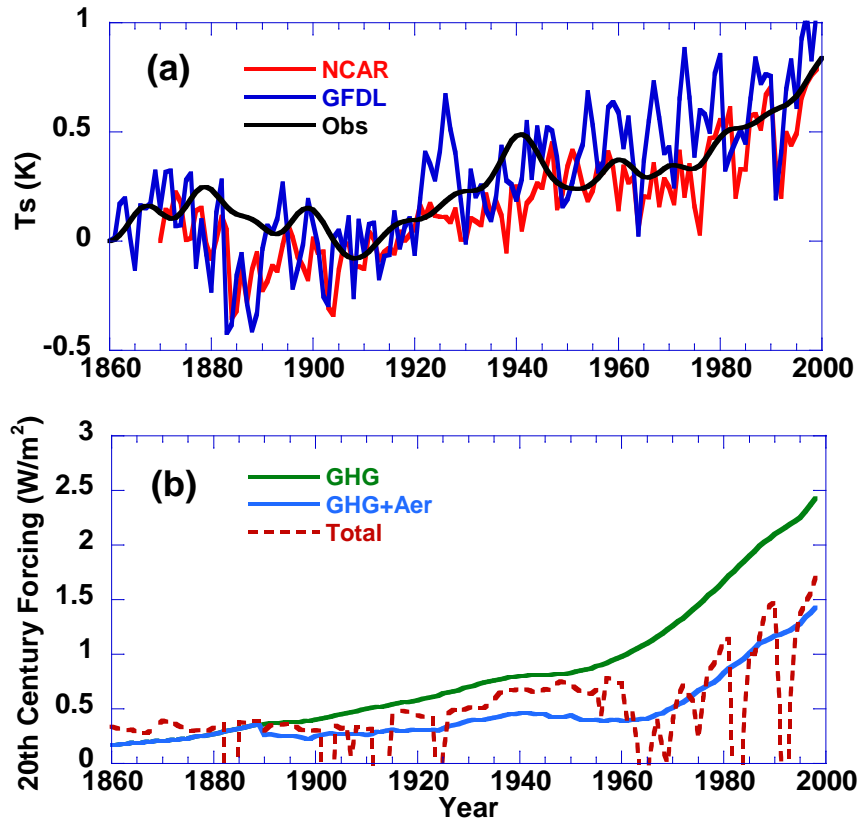 1
(a)
NCAR
GFDL
Obs
0.5
Ts (K)
0
-0.5
1860 1880 1900 1920 1940 1960 1980 2000
3
(b)
GHG
GHG+Aer
Total
2.5
2
20th Century Forcing (W/m²)
1.5
1
0.5
0
1860 1880 1900 1920 1940 1960 1980 2000
Year